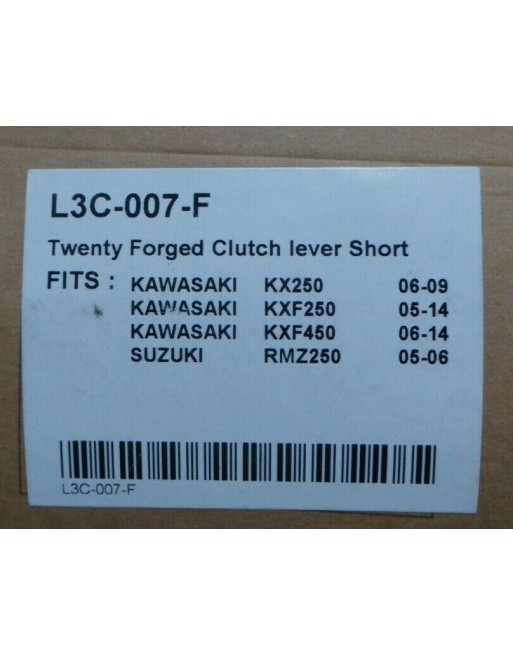 L3C-007-F
Twenty Forged Clutch lever Short
FITS : KAWASAKI KX250 06-09
KAWASAKI KXF250 05-14
KAWASAKI KXF450 06-14
SUZUKI RMZ250 05-06
L3C-007-F